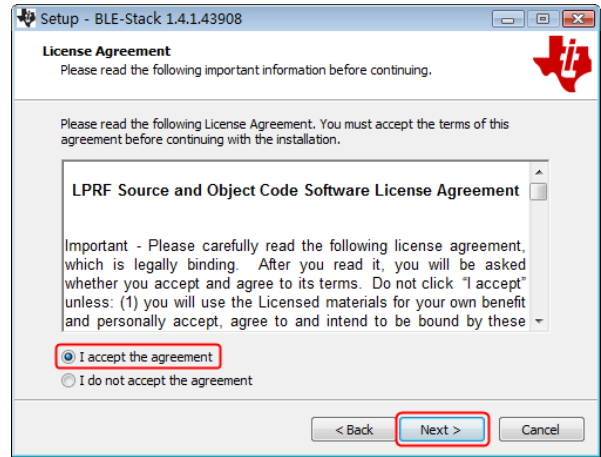 Setup - BLE-Stack 1.4.1.43908
License Agreement
Please read the following important information before continuing.
Please read the following License Agreement. You must accept the terms of this
agreement before continuing with the installation.
LPRF Source and Object Code Software License Agreement
Important - Please carefully read the following license agreement,
which is legally binding. After you read it, you will be asked
whether you accept and agree to its terms. Do not click “I accept”
unless: (1) you will use the Licensed materials for your own benefit
and personally accept, agree to and intend to be bound by these
I accept the agreement
I do not accept the agreement
< Back Next > Cancel